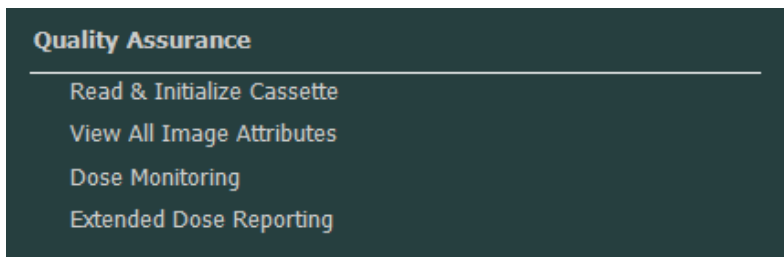 Quality Assurance
Read & Initialize Cassette
View All Image Attributes
Dose Monitoring
Extended Dose Reporting